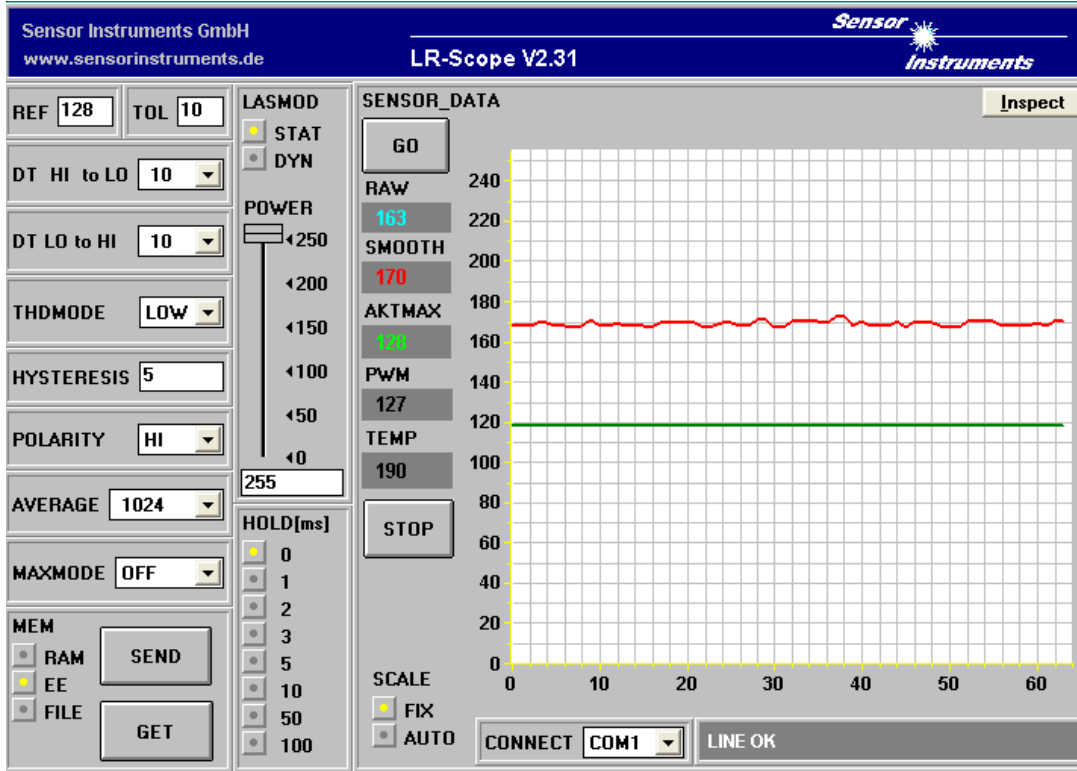 Sensor Instruments GmbH
www.sensorinstruments.de
LR-Scope V2.31
Sensor
Instruments
REF 128
TOL 10
DT HI to LO 10
DT LO to HI 10
THDMODE LOW
HYSTERESIS 5
POLARITY HI
AVERAGE 1024
MAXMODE OFF
MEM
RAM
EE
FILE
SEND
GET
LASMOD
STAT
DYN
POWER
250
200
150
100
50
0
255
HOLD[ms]
0
1
2
3
5
10
50
100
SENSOR_DATA
GO
RAW
163
SMOOTH
170
AKTMAX
128
PWM
127
TEMP
190
STOP
SCALE
FIX
AUTO
Inspect
240
220
200
180
160
140
120
100
80
60
40
20
0
0 10 20 30 40 50 60
CONNECT COM1
LINE OK